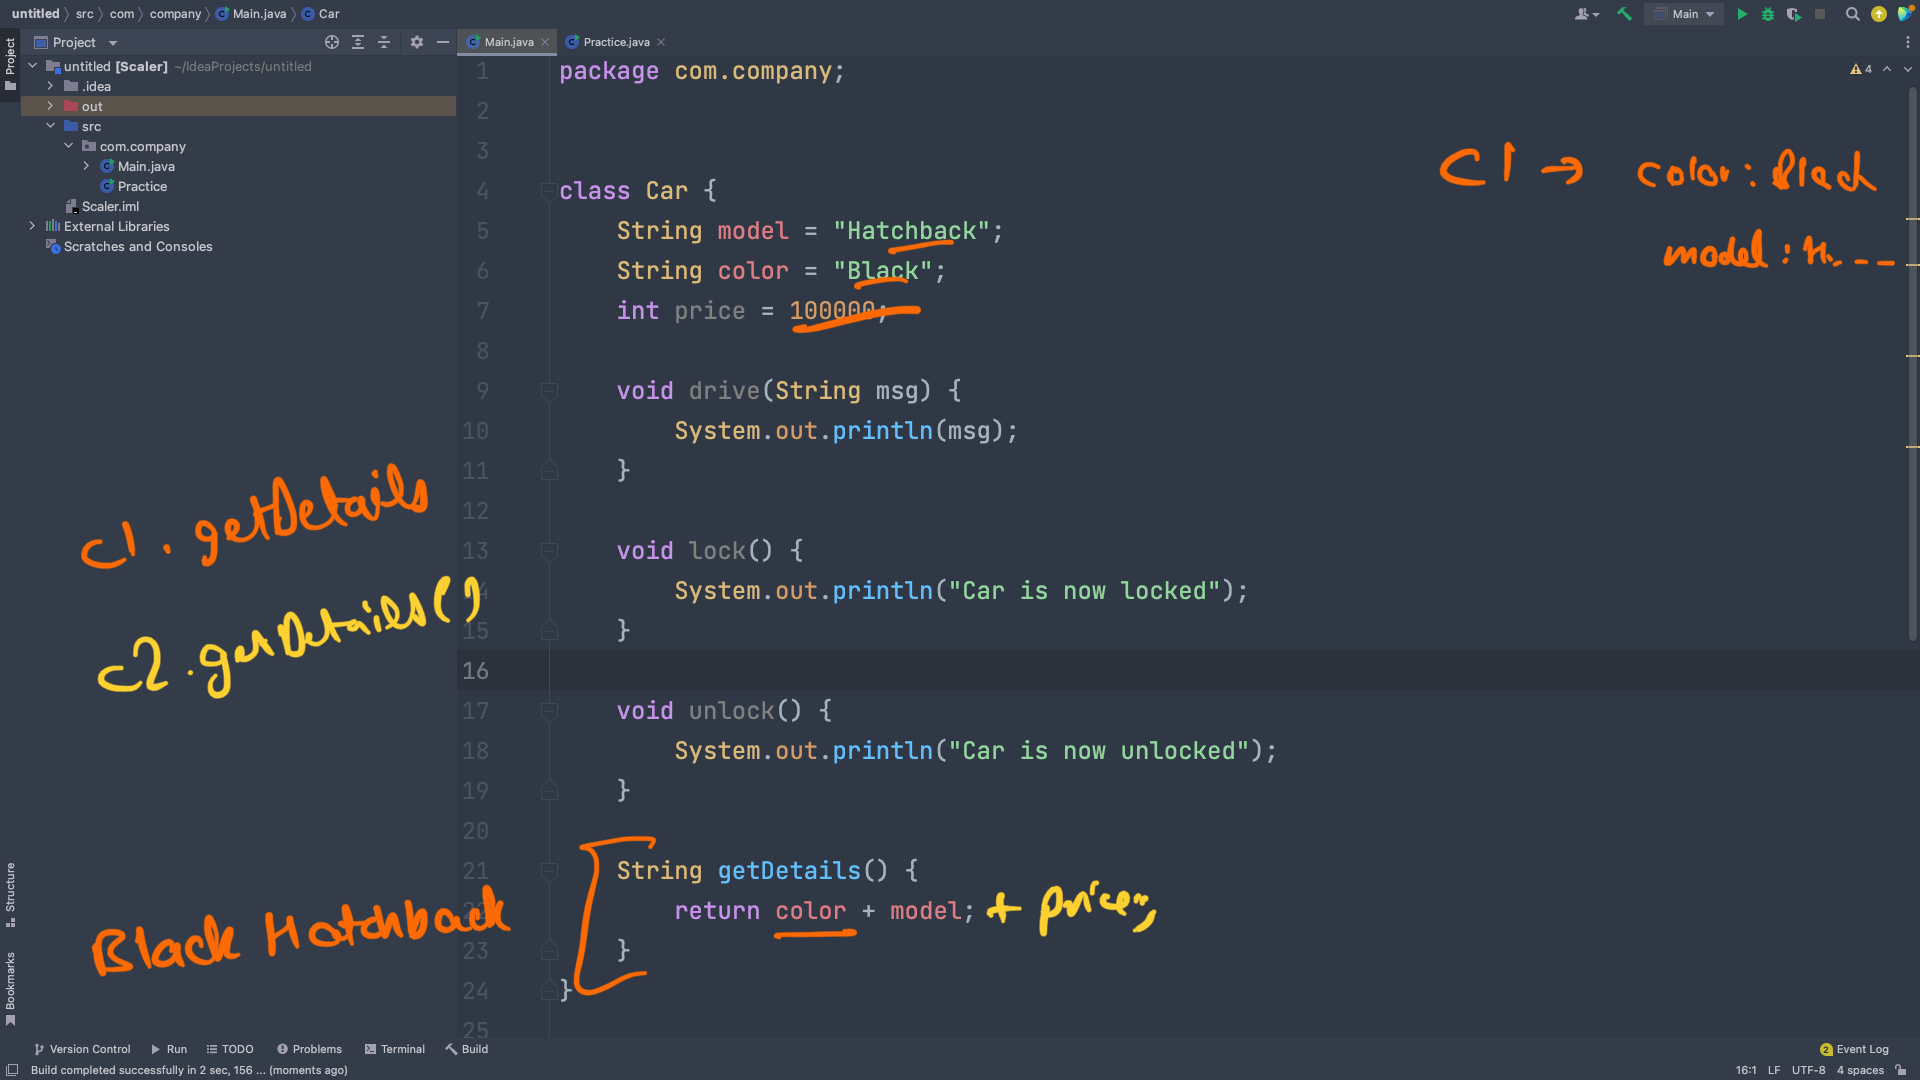 untitled > src > com > company > Main.java > Car
Main
Project
Main.java
Practice.java
untitled [Scaler] ~/IdeaProjects/untitled
.idea
out
src
com.company
Main.java
Practice
Scaler.iml
External Libraries
Scratches and Consoles
Project
Structure
Bookmarks
4
1 package com.company;
2
3
4 class Car {
5 String model = "Hatchback";
6 String color = "Black";
7 int price = 100000;
8
9 void drive(String msg) {
10 System.out.println(msg);
11 }
12
13 void lock() {
14 System.out.println("Car is now locked");
15 }
16
17 void unlock() {
18 System.out.println("Car is now unlocked");
19 }
20
21 String getDetails() {
22 return color + model; + price;
23 }
24 }
25
C1 → color: Black
model: H. ---
C1. getDetails
C2. getDetails()
Black Hatchback
Version Control Run TODO Problems Terminal Build
2 Event Log
Build completed successfully in 2 sec, 156 ... (moments ago)
16:1 LF UTF-8 4 spaces